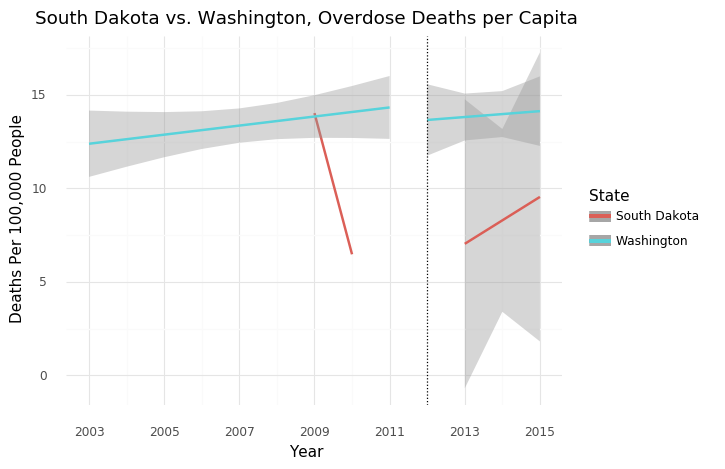 South Dakota vs. Washington, Overdose Deaths per Capita
Deaths Per 100,000 People
15
10
5
0
2003 2005 2007 2009 2011 2013 2015
Year
State
South Dakota
Washington